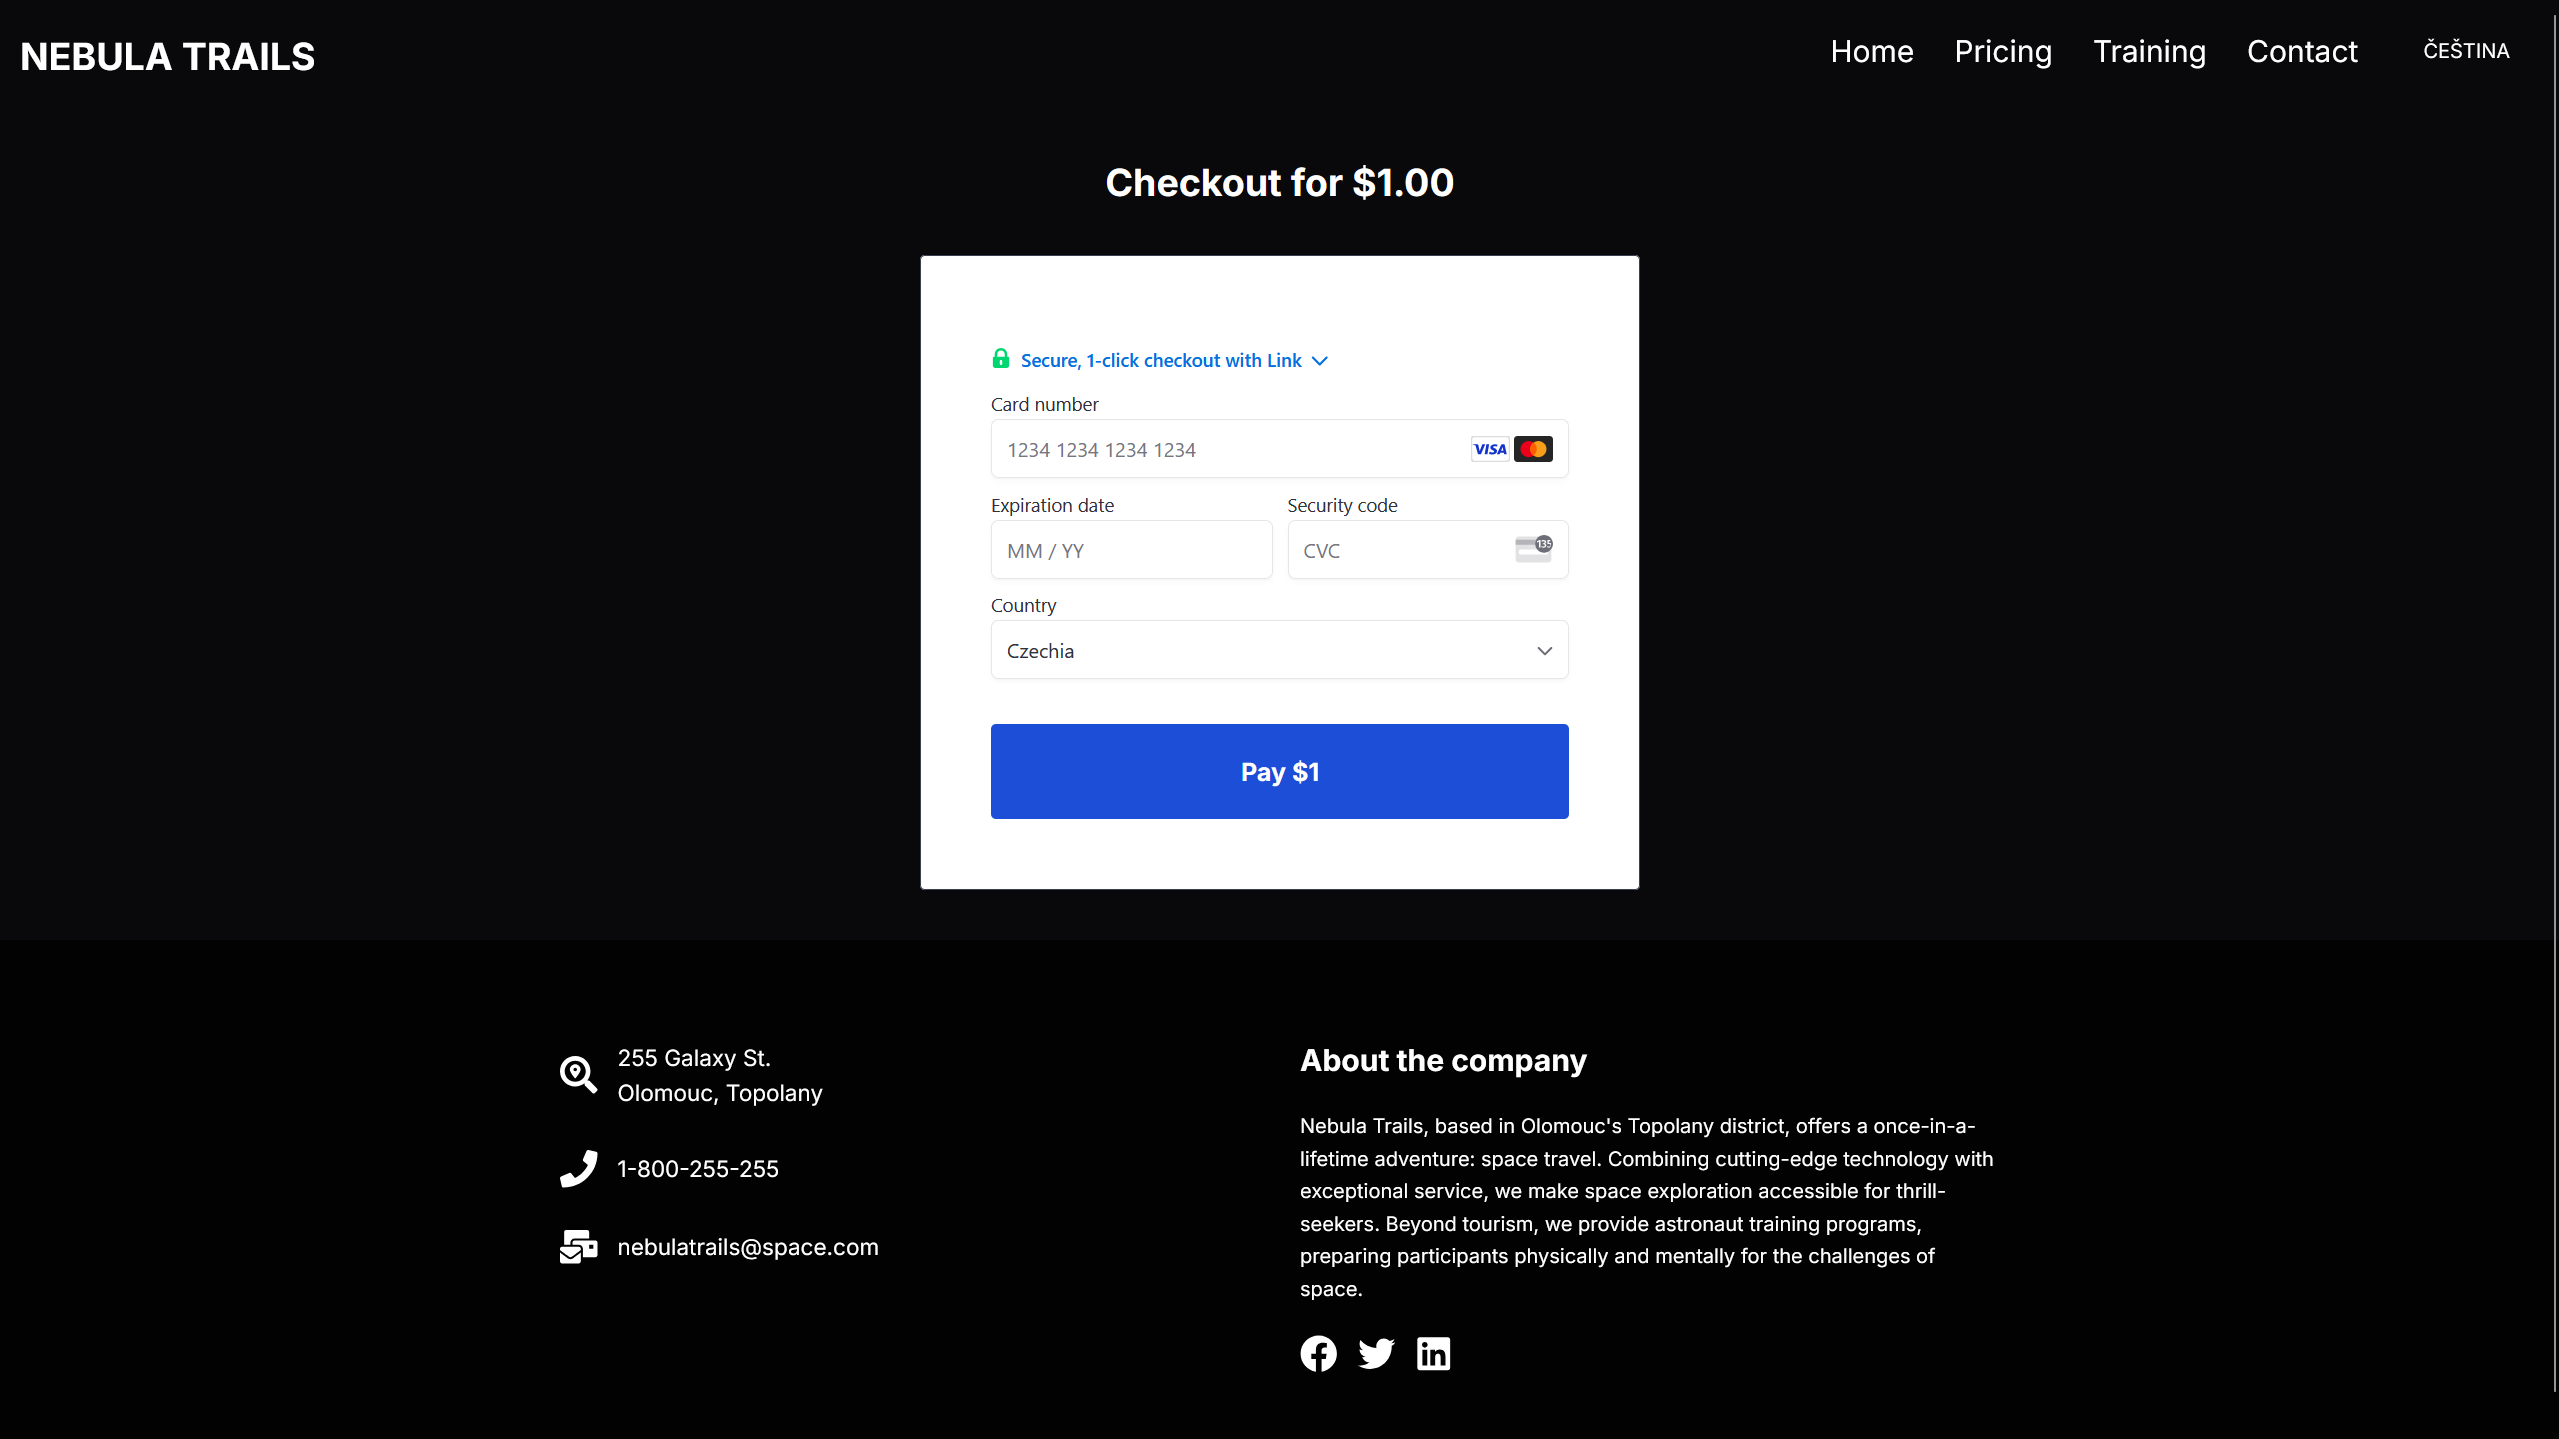 NEBULA TRAILS
Home Pricing Training Contact ČEŠTINA
Checkout for $1.00
Secure, 1-click checkout with Link
Card number
1234 1234 1234 1234 VISA
Expiration date Security code
MM / YY CVC 135
Country
Czechia
Pay $1
255 Galaxy St.
Olomouc, Topolany
1-800-255-255
nebulatrails@space.com
About the company
Nebula Trails, based in Olomouc's Topolany district, offers a once-in-a-
lifetime adventure: space travel. Combining cutting-edge technology with
exceptional service, we make space exploration accessible for thrill-
seekers. Beyond tourism, we provide astronaut training programs,
preparing participants physically and mentally for the challenges of
space.